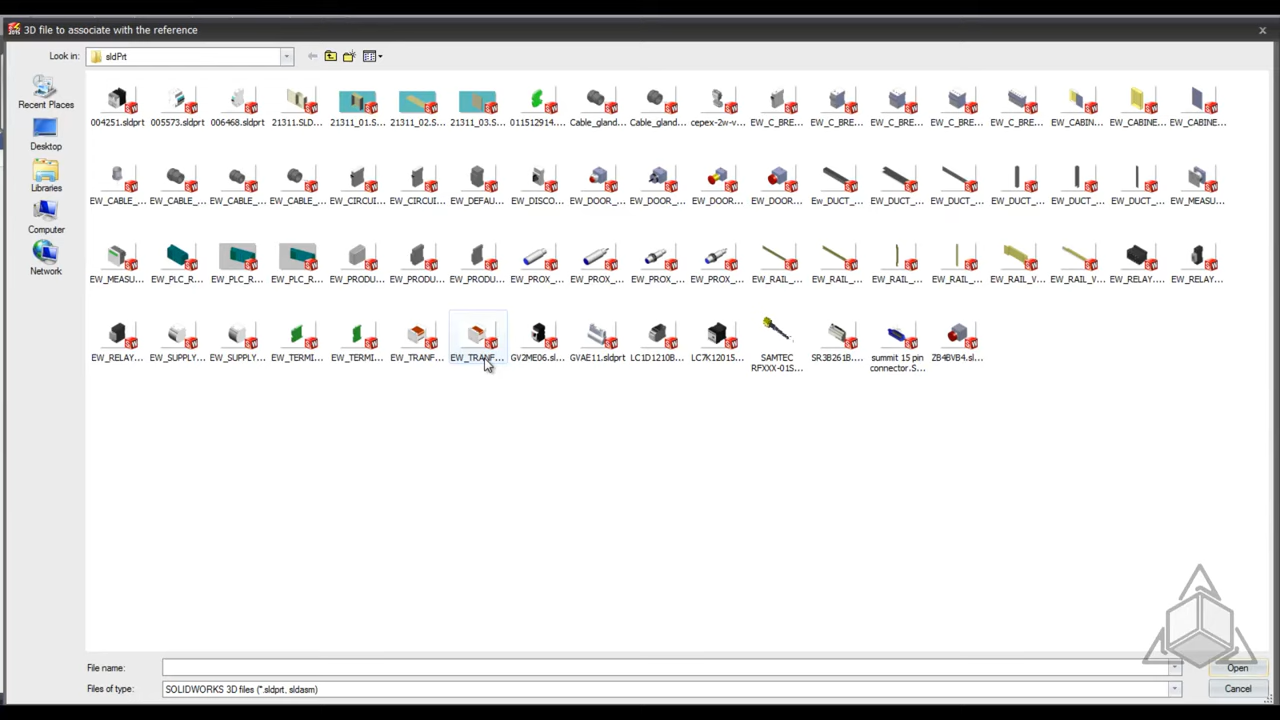 3D file to associate with the reference
Look in: sldPrt
Recent Places
Desktop
Libraries
Computer
Network
004251.sldprt 005573.sldprt 006468.sldprt 21311.SLD... 21311_01.S... 21311_02.S... 21311_03.S... 011512914.... Cable_gland... Cable_gland... cepex-2w-v... EW_C_BRE... EW_C_BRE... EW_C_BRE... EW_C_BRE... EW_C_BRE... EW_CABIN... EW_CABINE... EW_CABINE...
EW_CABLE_... EW_CABLE_... EW_CABLE_... EW_CABLE_... EW_CIRCUI... EW_CIRCUI... EW_DEFAU... EW_DISCO... EW_DOOR_... EW_DOOR_... EW_DOOR... EW_DOOR... Ew_DUCT_... EW_DUCT_... EW_DUCT_... EW_DUCT_... EW_DUCT_... EW_DUCT_... EW_MEASU...
EW_MEASU... EW_PLC_R... EW_PLC_R... EW_PLC_R... EW_PRODU... EW_PRODU... EW_PRODU... EW_PROX_... EW_PROX_... EW_PROX_... EW_PROX_... EW_RAIL_... EW_RAIL_... EW_RAIL_... EW_RAIL_... EW_RAIL_V... EW_RAIL_V... EW_RELAY... EW_RELAY...
EW_RELAY... EW_SUPPLY... EW_SUPPLY... EW_TERMI... EW_TERMI... EW_TRANF... EW_TRANF... GV2ME06.sl... GVAE11.sldprt LC1D1210B... LC7K12015... SAMTEC RFXXX-01S... SR3B261B.... summit 15 pin connector.S... ZB4BVB4.sl...
File name:
Open
Files of type: SOLIDWORKS 3D files (*.sldprt, sldasm)
Cancel